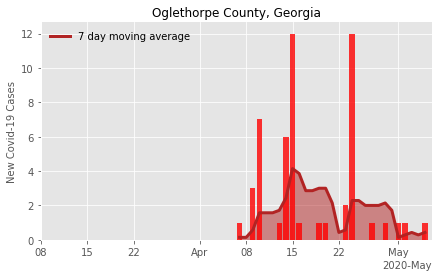 Oglethorpe County, Georgia
7 day moving average
New Covid-19 Cases
12
10
8
6
4
2
0
08 15 22 Apr 08 15 22 May
2020-May